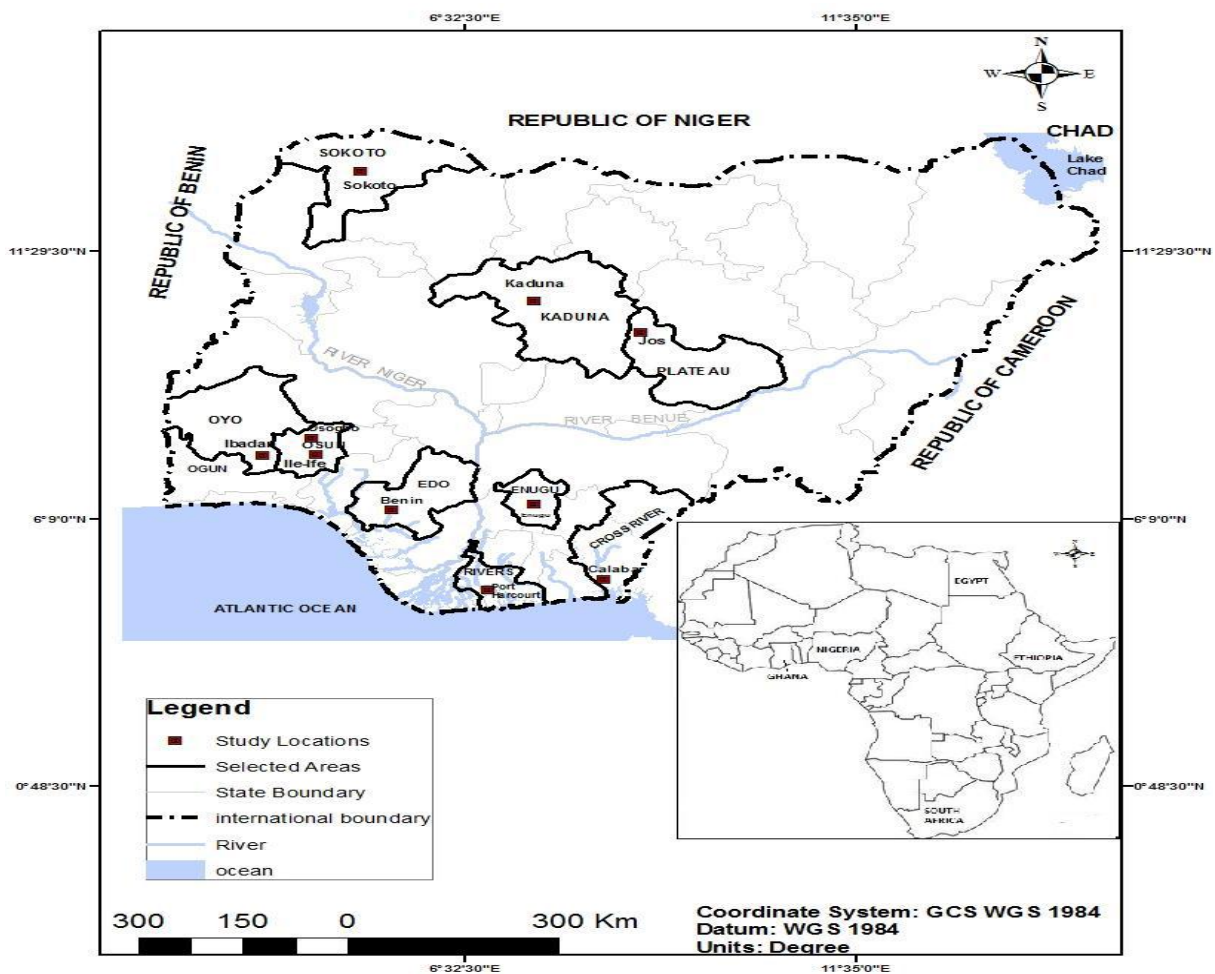 6°32'30"E
11°35'0"E
N
W
E
S
REPUBLIC OF NIGER
CHAD
Lake
Chad
SOKOTO
Sokoto
REPUBLIC OF BENIN
11°29'30"N
11°29'30"N
Kaduna
KADUNA
Jos
PLATEAU
RIVER NIGER
RIVER BENUE
REPUBLIC OF CAMEROON
OYO
Osogbo
Ibadan
OSUN
Ile-Ife
OGUN
EDO
Benin
ENUGU
Enugu
CROSS RIVER
6°9'0"N
6°9'0"N
Calabar
RIVERS
Port
Harcourt
ATLANTIC OCEAN
EGYPT
NIGERIA
ETHIOPIA
GHANA
SOUTH
AFRICA
Legend
Study Locations
Selected Areas
State Boundary
international boundary
River
ocean
0°48'30"N
0°48'30"N
300 150 0 300 Km
Coordinate System: GCS WGS 1984
Datum: WGS 1984
Units: Degree
6°32'30"E
11°35'0"E